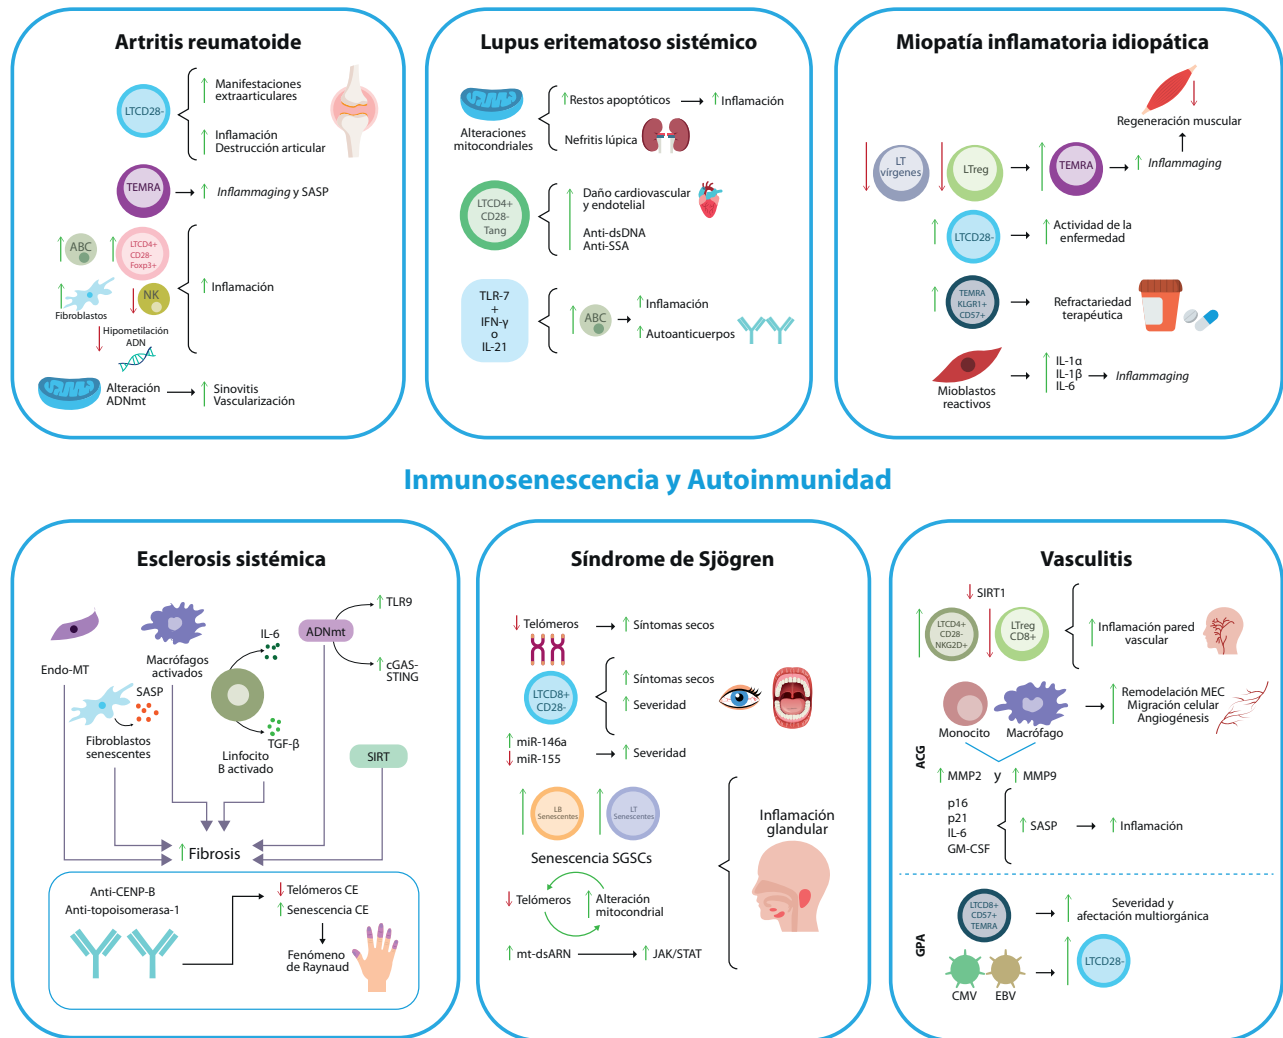 Artritis reumatoide
LTCD28-
↑ Manifestaciones
extraarticulares
↑ Inflamación
Destrucción articular
TEMRA
↑ Inflammaging y SASP
↑ ABC
↑ LTCD4+
CD28-
Foxp3+
↑ Fibroblastos
↓ NK
↓ Hipometilación
ADN
↑ Inflamación
Alteración
ADNmt
↑ Sinovitis
Vascularización
Lupus eritematoso sistémico
Alteraciones
mitocondriales
↑ Restos apoptóticos → ↑ Inflamación
Nefritis lúpica
LTCD4+
CD28-
Tang
↑ Daño cardiovascular
y endotelial
Anti-dsDNA
Anti-SSA
TLR-7
+
IFN-γ
o
IL-21
↑ ABC
↑ Inflamación
↑ Autoanticuerpos
Miopatía inflamatoria idiopática
Regeneración muscular
↓ LT
vírgenes
↓ LTreg
↑ TEMRA
↑ Inflammaging
↑ LTCD28-
↑ Actividad de la
enfermedad
↑ TEMRA
KLGR1+
CD57+
Refractariedad
terapéutica
Mioblastos
reactivos
↑ IL-1α
IL-1β
IL-6
Inflammaging
Inmunosenescencia y Autoinmunidad
Esclerosis sistémica
Endo-MT
Macrófagos
activados
IL-6
ADNmt
↑ TLR9
↑ cGAS-
STING
SASP
Fibroblastos
senescentes
TGF-β
Linfocito
B activado
SIRT
↑ Fibrosis
Anti-CENP-B
Anti-topoisomerasa-1
↓ Telómeros CE
↑ Senescencia CE
Fenómeno
de Raynaud
Síndrome de Sjögren
↓ Telómeros → ↑ Síntomas secos
LTCD8+
CD28-
↑ Síntomas secos
↑ Severidad
↑ miR-146a
↓ miR-155
↑ Severidad
↑ LB
Senescentes
↑ LT
Senescentes
Senescencia SGSCs
↓ Telómeros
↑ Alteración
mitocondrial
↑ mt-dsARN → ↑ JAK/STAT
Inflamación
glandular
Vasculitis
↓ SIRT1
↑ LTCD4+
CD28-
NKG2D+
↓ LTreg
CD8+
↑ Inflamación pared
vascular
Monocito
Macrófago
↑ Remodelación MEC
Migración celular
Angiogénesis
ACG
↑ MMP2 y ↑ MMP9
p16
p21
IL-6
GM-CSF
↑ SASP → ↑ Inflamación
GPA
LTCD8+
CD57+
TEMRA
↑ Severidad y
afectación multiorgánica
CMV
EBV
↑ LTCD28-